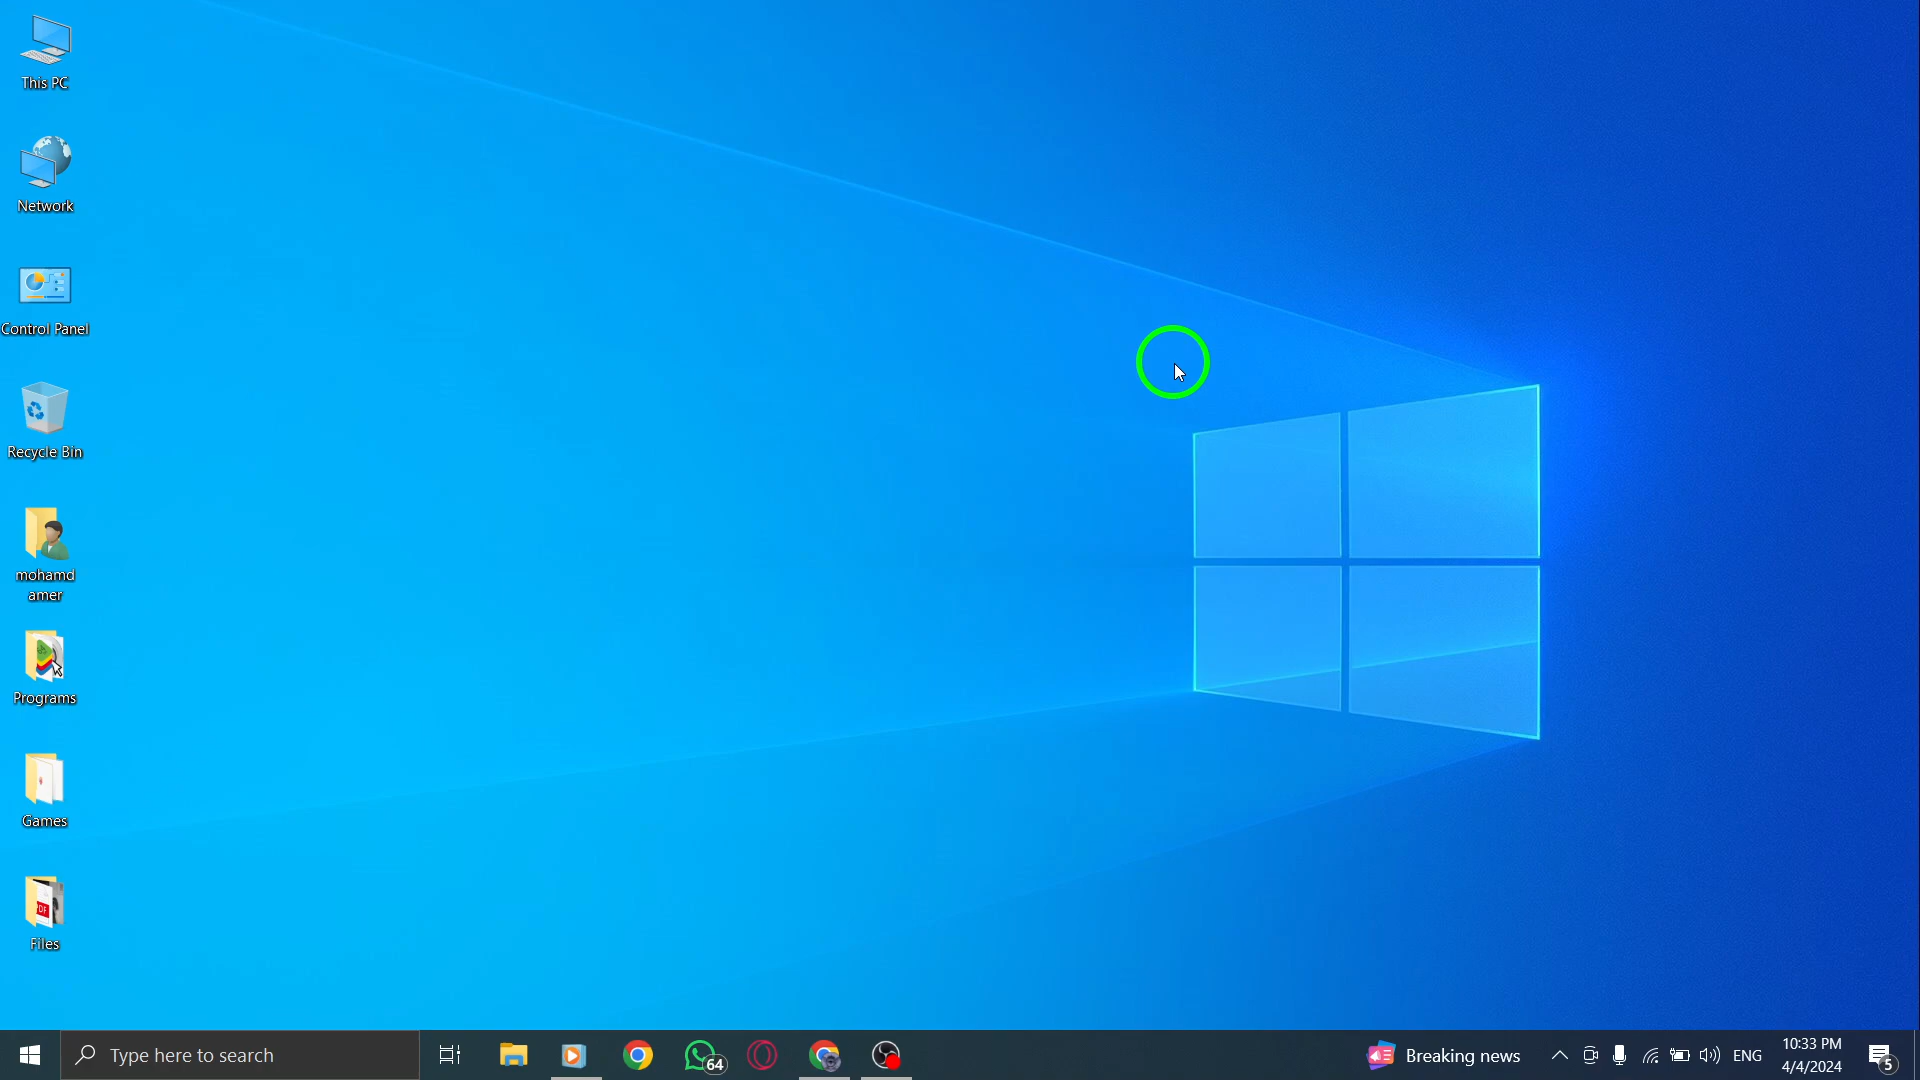 This PC
Network
Control Panel
Recycle Bin
mohamd
amer
Programs
Games
PDF
Files
Type here to search
64
Breaking news
ENG
10:33 PM
4/4/2024
5